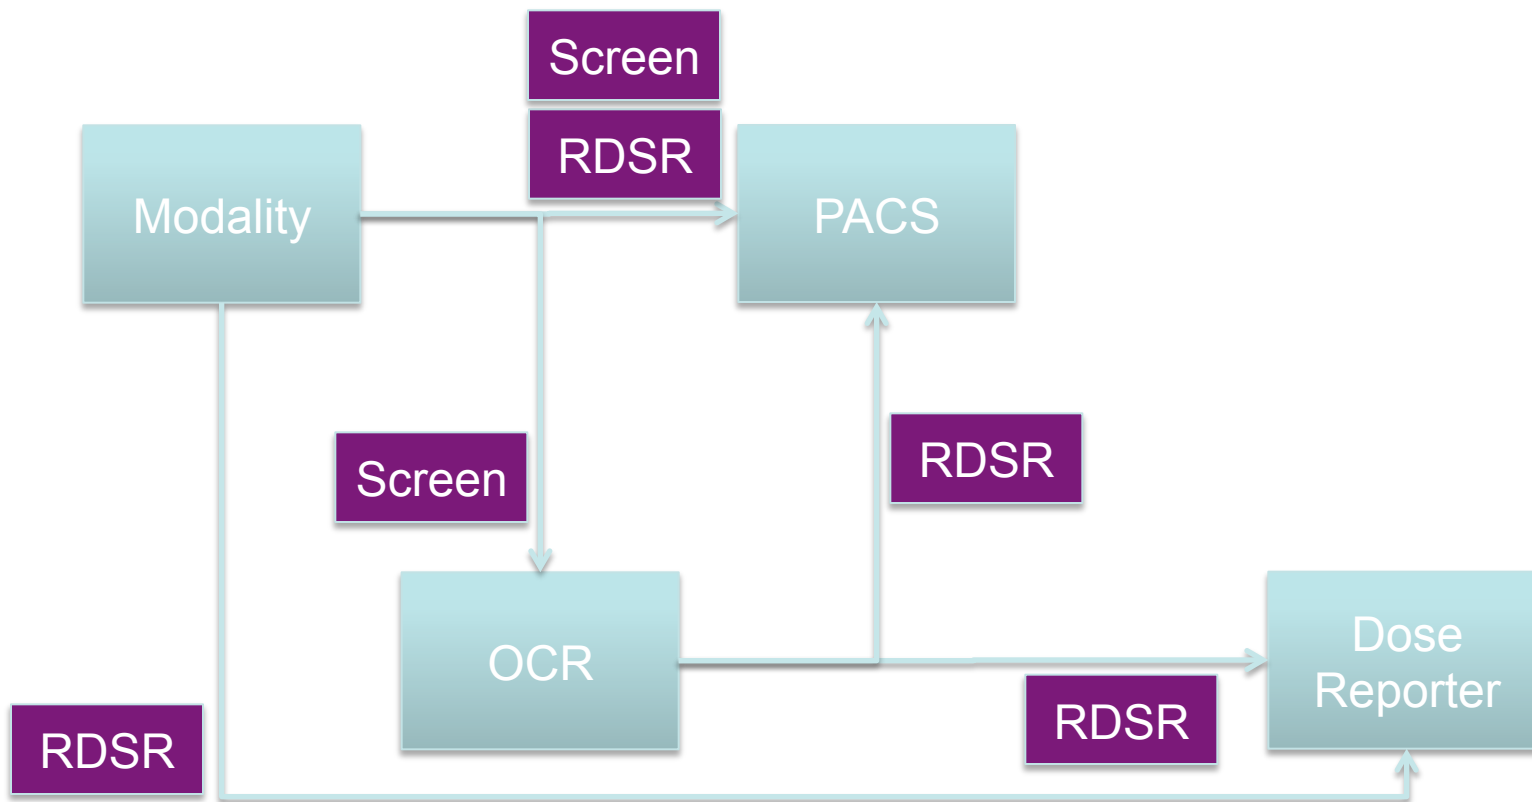 Screen
RDSR
Modality
PACS
Screen
RDSR
OCR
Dose
Reporter
RDSR
RDSR